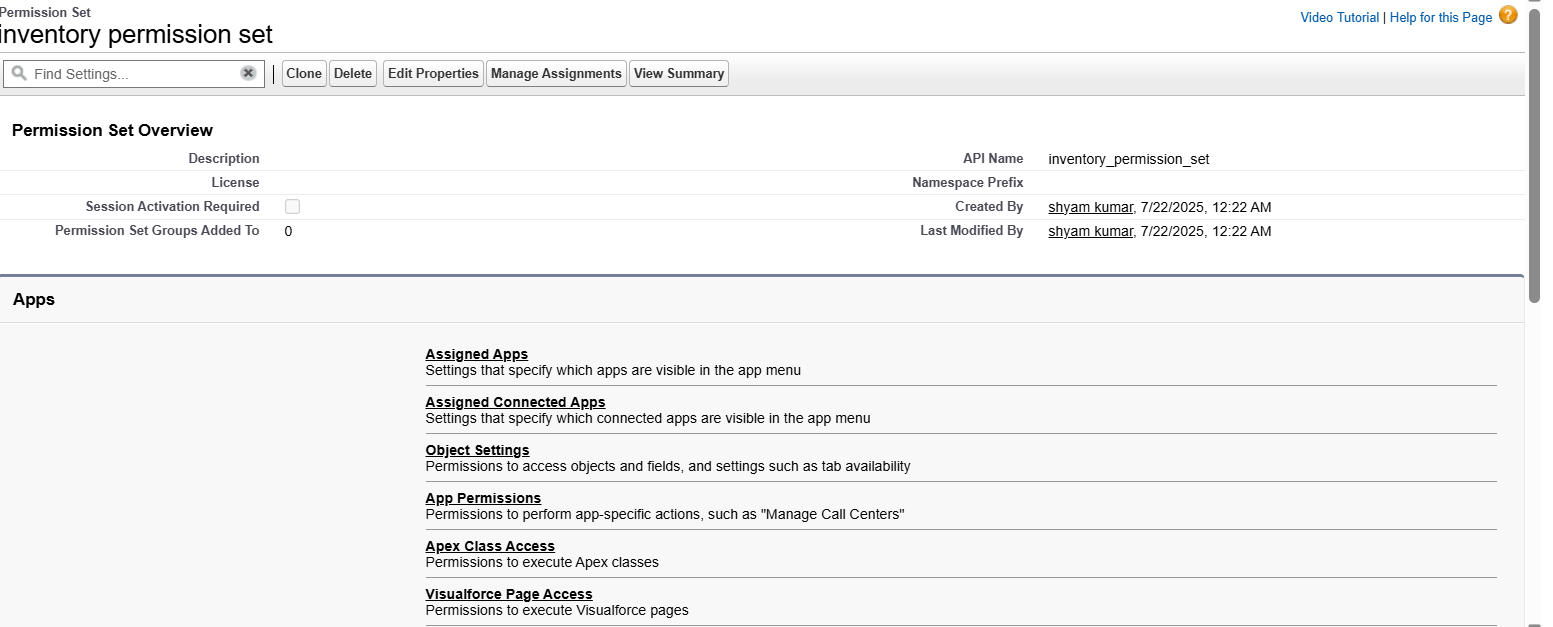 Permission Set
inventory permission set
Video Tutorial | Help for this Page ?
Find Settings... | Clone Delete Edit Properties Manage Assignments View Summary
Permission Set Overview
Description API Name inventory_permission_set
License Namespace Prefix
Session Activation Required Created By shyam kumar, 7/22/2025, 12:22 AM
Permission Set Groups Added To 0 Last Modified By shyam kumar, 7/22/2025, 12:22 AM
Apps
Assigned Apps
Settings that specify which apps are visible in the app menu
Assigned Connected Apps
Settings that specify which connected apps are visible in the app menu
Object Settings
Permissions to access objects and fields, and settings such as tab availability
App Permissions
Permissions to perform app-specific actions, such as "Manage Call Centers"
Apex Class Access
Permissions to execute Apex classes
Visualforce Page Access
Permissions to execute Visualforce pages